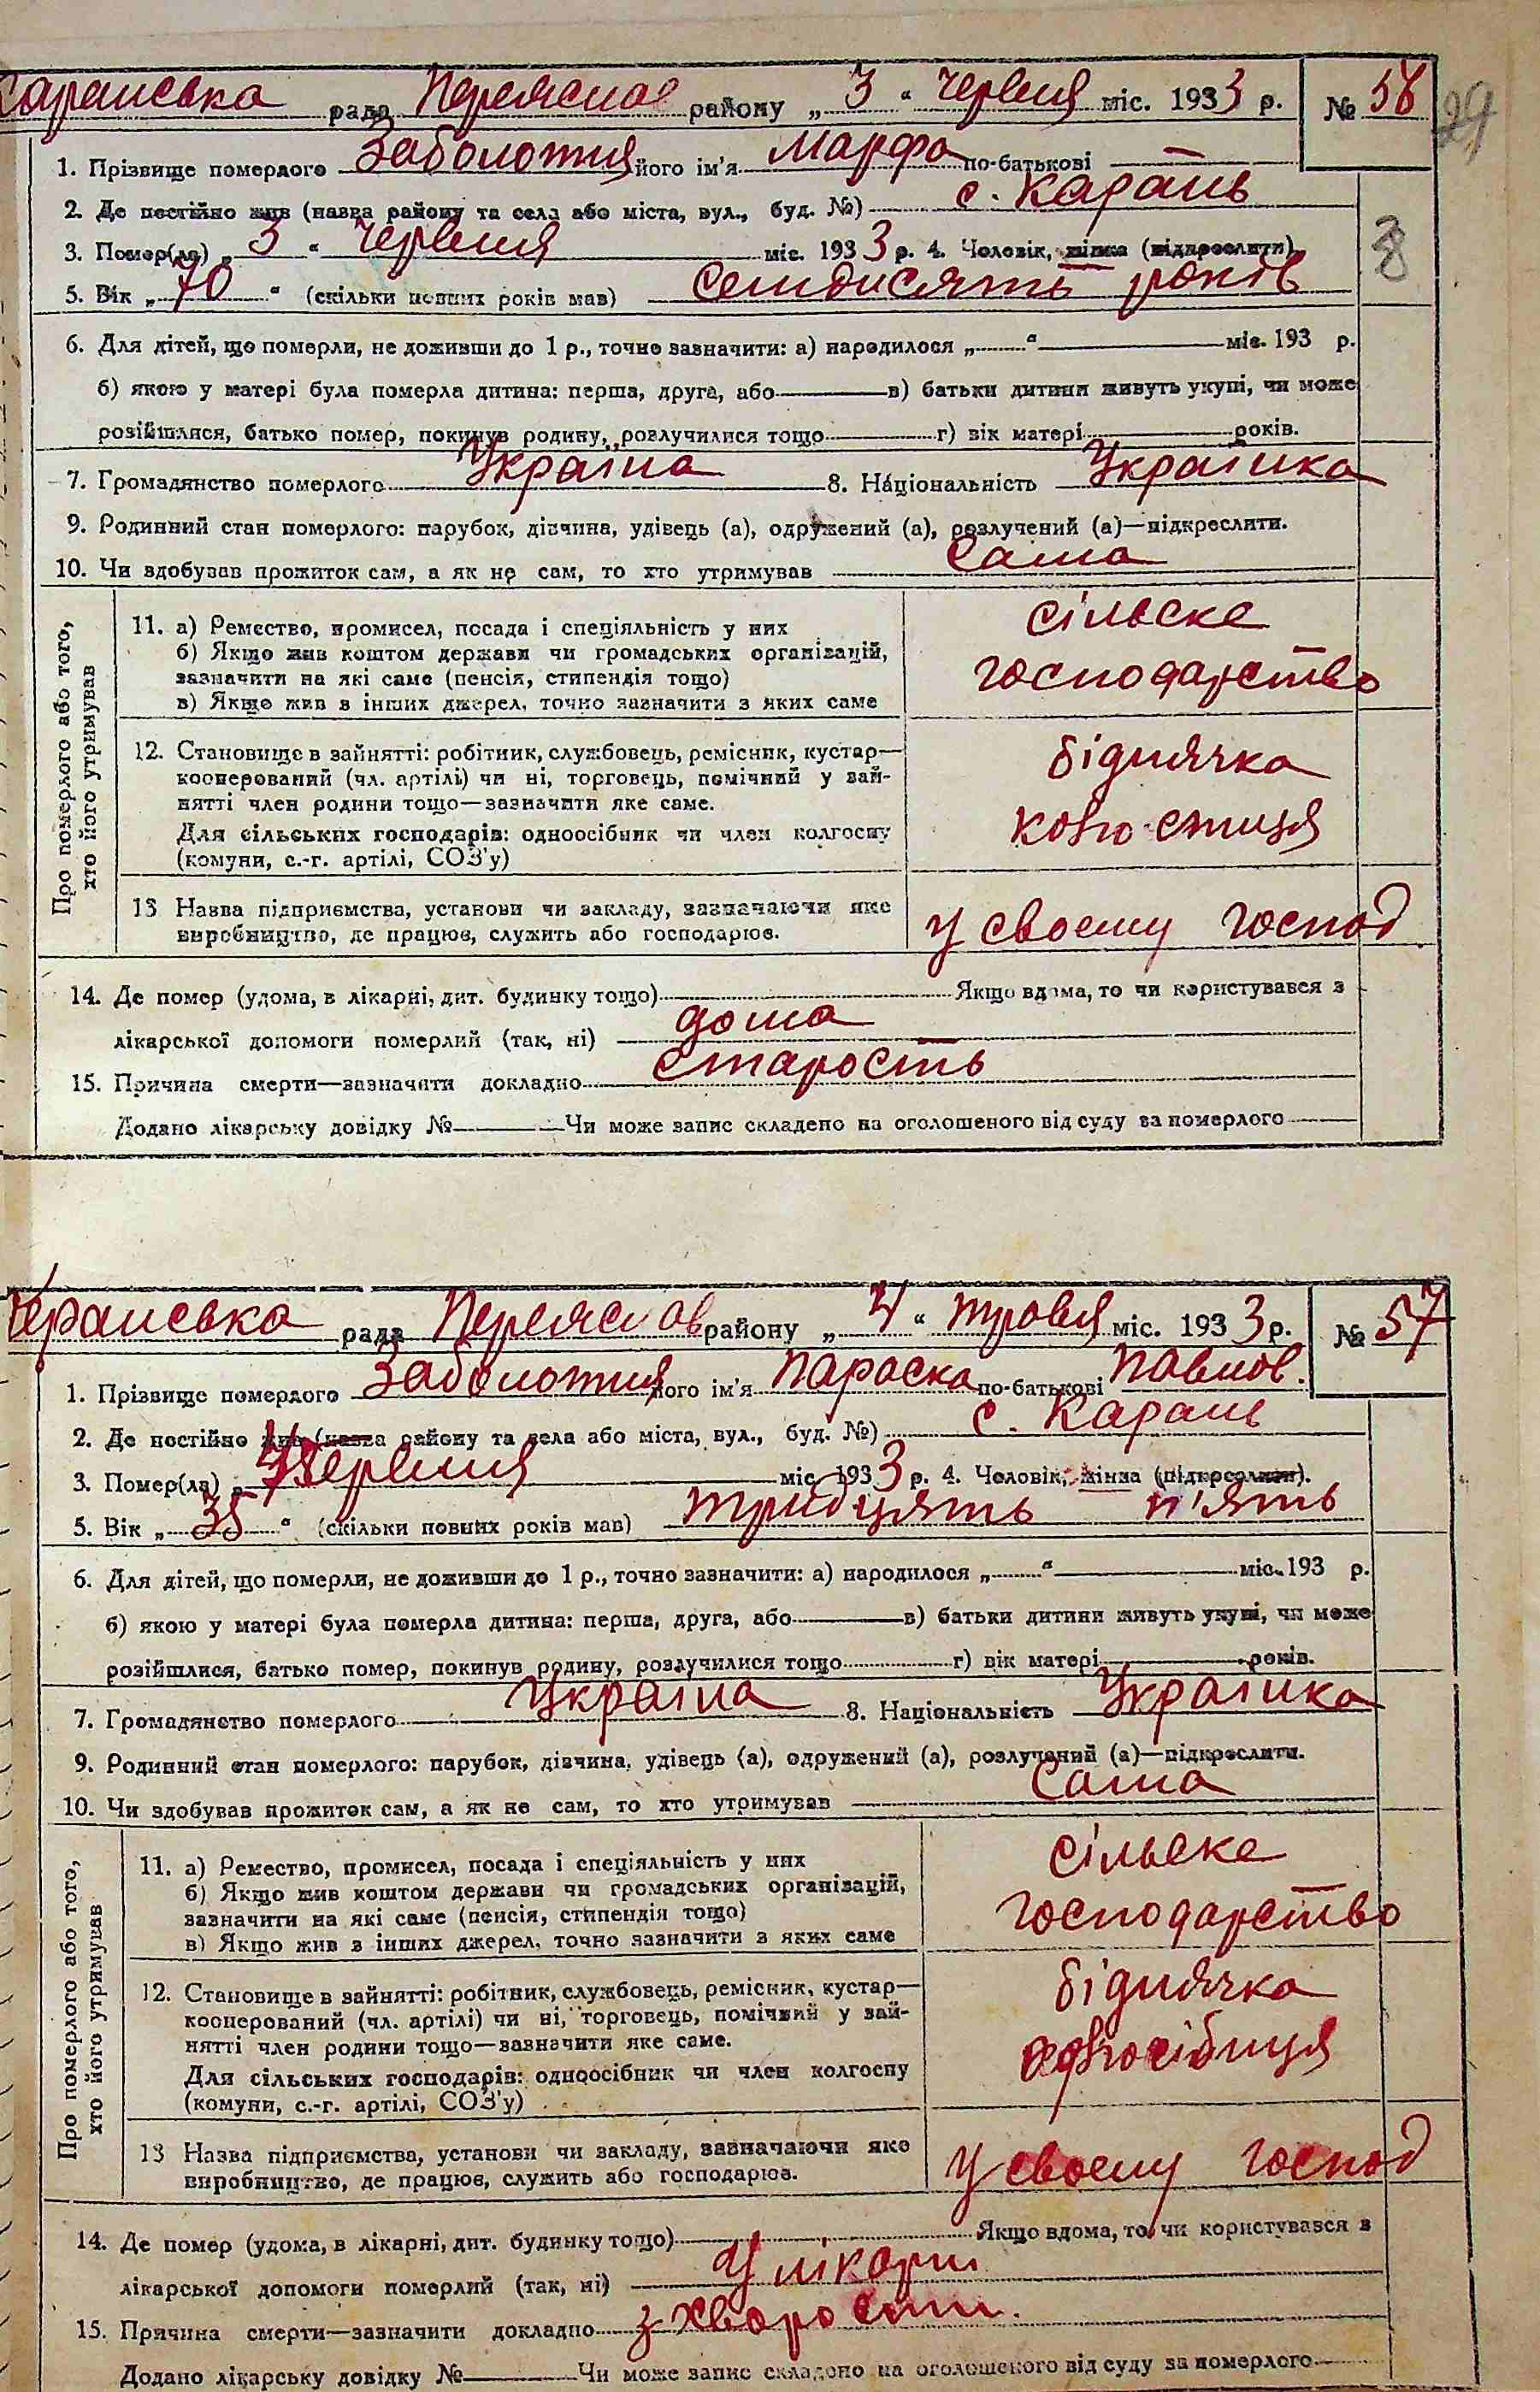 Каранська рада Переяслав району „3“ червня міс. 1933 р. №
29
1. Прізвище померлого Заболотня його ім'я Марфа по-батькові —
2. Де постійно жив (назва району та села або міста, вул., буд. №) с. Карань
3. Помер(ла) „3“ червня міс. 1933 р. 4. Чоловік, жінка (підкреслити)
38
5. Вік „70“ (скільки повних років мав) семдисять років
6. Для дітей, що померли, не доживши до 1 р., точно зазначити: а) народилося „ “ міс. 193 р.
б) якою у матері була померла дитина: перша, друга, або в) батьки дитини живуть укупі, чи може
розійшлися, батько помер, покинув родину, розлучилися тощо г) вік матері років.
7. Громадянство померлого Україна 8. Національність Українка
9. Родинний стан померлого: парубок, дівчина, удівець (а), одружений (а), розлучений (а)—підкреслити.
10. Чи здобував прожиток сам, а як не сам, то хто утримував Сама
Про померлого або того,
хто його утримував
11. а) Ремество, промисел, посада і спеціяльність у них
б) Якщо жив коштом держави чи громадських організацій,
зазначити на які саме (пенсія, стипендія тощо)
в) Якщо жив з інших джерел, точно зазначити з яких саме
сільске
господарство
12. Становище в зайнятті: робітник, службовець, ремісник, кустар—
кооперований (чл. артілі) чи ні, торговець, помічний у зай-
нятті член родини тощо—зазначити яке саме.
Для сільських господарів: одноосібник чи член колгоспу
(комуни, с.-г. артілі, СОЗ'у)
біднячка
13 Назва підприємства, установи чи закладу, зазначаючи яке
виробництво, де працює, служить або господарює.
у своему господ
14. Де помер (удома, в лікарні, дит. будинку тощо) Якщо вдома, то чи користувався з
лікарської допомоги померлий (так, ні) дома
15. Причина смерти—зазначити докладно старость
Додано лікарську довідку № Чи може запис складено на оголошеного від суду за померлого
Каранська рада Переяслав району „4“ травня міс. 1933 р. № 57
1. Прізвище померлого Заболотня його ім'я Параска по-батькові Павлов.
2. Де постійно жив (назва району та села або міста, вул., буд. №) с. Карань
3. Помер(ла) „4 червня міс. 1933 р. 4. Чоловік, жінка (підкреслити).
5. Вік „35“ (скільки повних років мав) тридцять п'ять
6. Для дітей, що померли, не доживши до 1 р., точно зазначити: а) народилося „ “ міс. 193 р.
б) якою у матері була померла дитина: перша, друга, або в) батьки дитини живуть укупі, чи може
розійшлися, батько помер, покинув родину, розлучилися тощо г) вік матері років.
7. Громадянство померлого Україна 8. Національність Українка
9. Родинний стан померлого: парубок, дівчина, удівець (а), одружений (а), розлучений (а)—підкреслити.
10. Чи здобував прожиток сам, а як не сам, то хто утримував Сама
Про померлого або того,
хто його утримував
11. а) Ремество, промисел, посада і спеціяльність у них
б) Якщо жив коштом держави чи громадських організацій,
зазначити на які саме (пенсія, стипендія тощо)
в) Якщо жив з інших джерел, точно зазначити з яких саме
сільске
господарство
12. Становище в зайнятті: робітник, службовець, ремісник, кустар—
кооперований (чл. артілі) чи ні, торговець, помічний у зай-
нятті член родини тощо—зазначити яке саме.
Для сільських господарів: одноосібник чи член колгоспу
(комуни, с.-г. артілі, СОЗ'у)
біднячка
одноосібниця
13 Назва підприємства, установи чи закладу, зазначаючи яке
виробництво, де працює, служить або господарює.
у своему господ
14. Де помер (удома, в лікарні, дит. будинку тощо) Якщо вдома, то чи користувався з
лікарської допомоги померлий (так, ні) у лікарні
15. Причина смерти—зазначити докладно з хворости.
Додано лікарську довідку № Чи може запис складено на оголошеного від суду за померлого